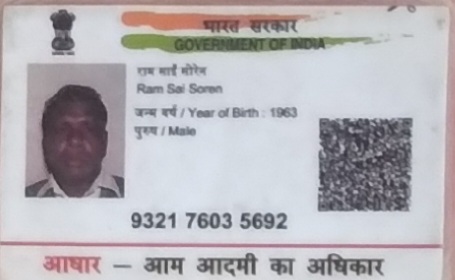 भारत सरकार
GOVERNMENT OF INDIA
राम साई सोरेन
Ram Sai Soren
जन्म वर्ष / Year of Birth : 1963
पुरुष / Male
9321 7603 5692
आधार — आम आदमी का अधिकार